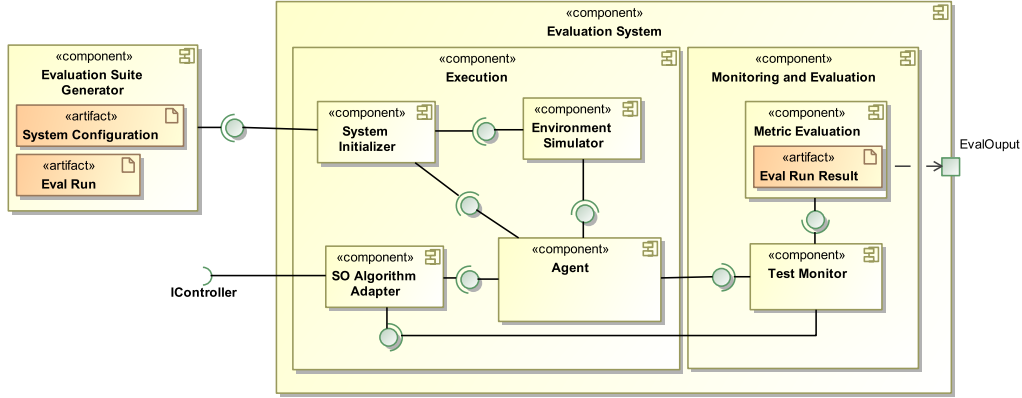 «component»
Evaluation System
«component»
Evaluation Suite
Generator
«artifact»
System Configuration
«artifact»
Eval Run
«component»
Execution
«component»
System
Initializer
«component»
Environment
Simulator
«component»
SO Algorithm
Adapter
«component»
Agent
IController
«component»
Monitoring and Evaluation
«component»
Metric Evaluation
«artifact»
Eval Run Result
«component»
Test Monitor
EvalOuput